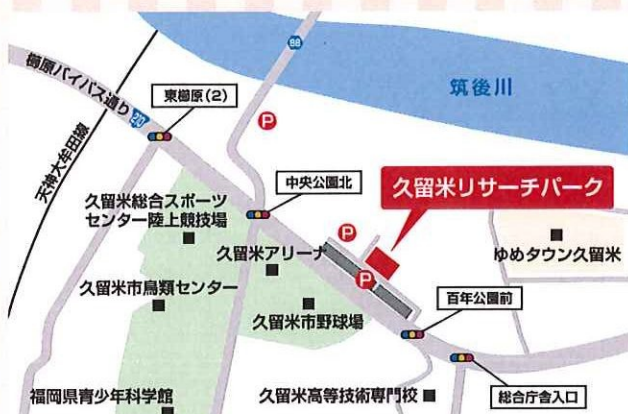 88
筑後川
櫛原バイパス通り
東櫛原(2)
天神大牟田線
P
中央公園北
久留米リサーチパーク
久留米総合スポーツ
センター陸上競技場
P
久留米アリーナ
ゆめタウン久留米
P
久留米市鳥類センター
久留米市野球場
百年公園前
福岡県青少年科学館
久留米高等技術専門校
総合庁舎入口